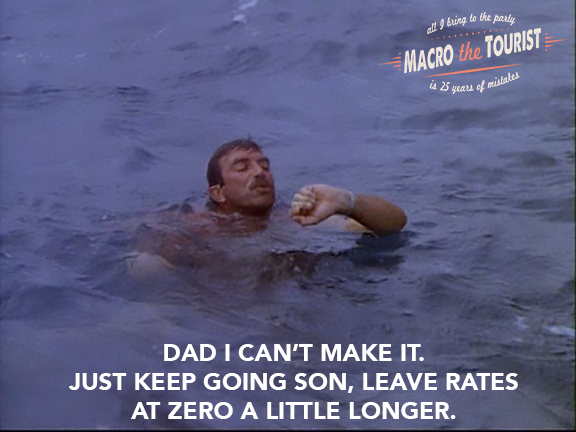 all I bring to the party
MACRO the TOURIST
is 25 years of mistakes
DAD I CAN'T MAKE IT.
JUST KEEP GOING SON, LEAVE RATES
AT ZERO A LITTLE LONGER.